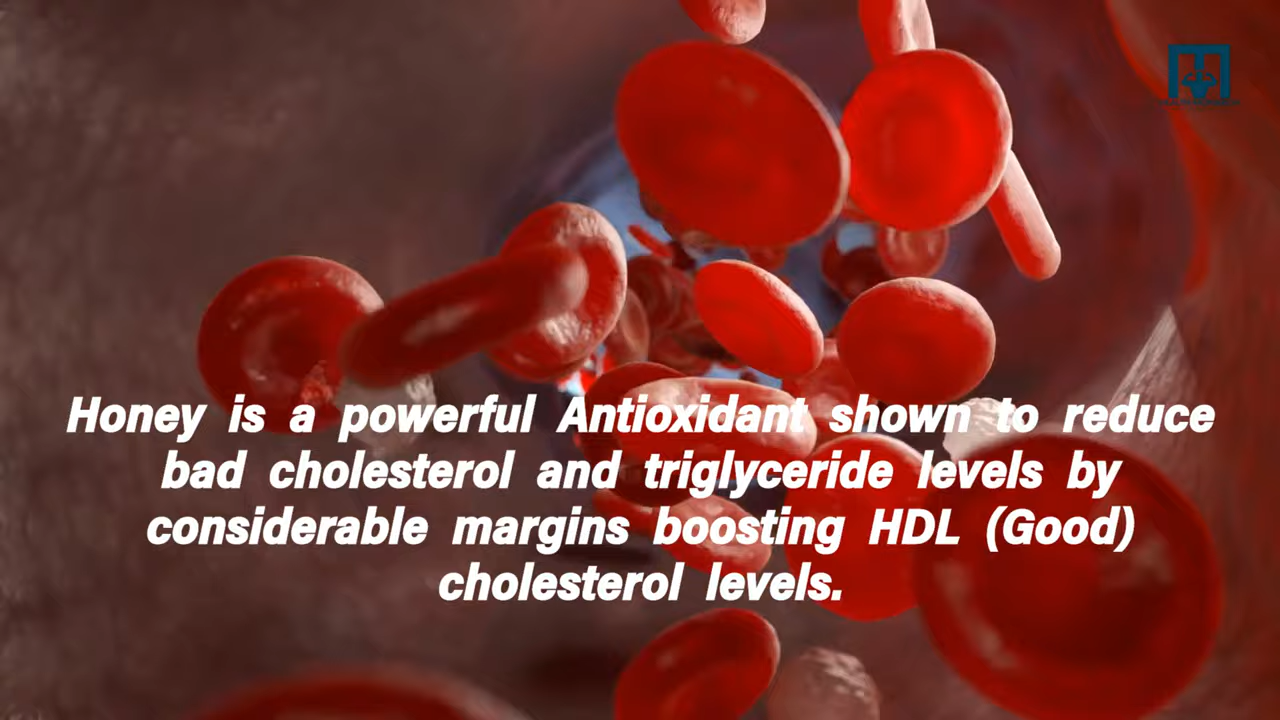 Honey is a powerful Antioxidant shown to reduce
bad cholesterol and triglyceride levels by
considerable margins boosting HDL (Good)
cholesterol levels.